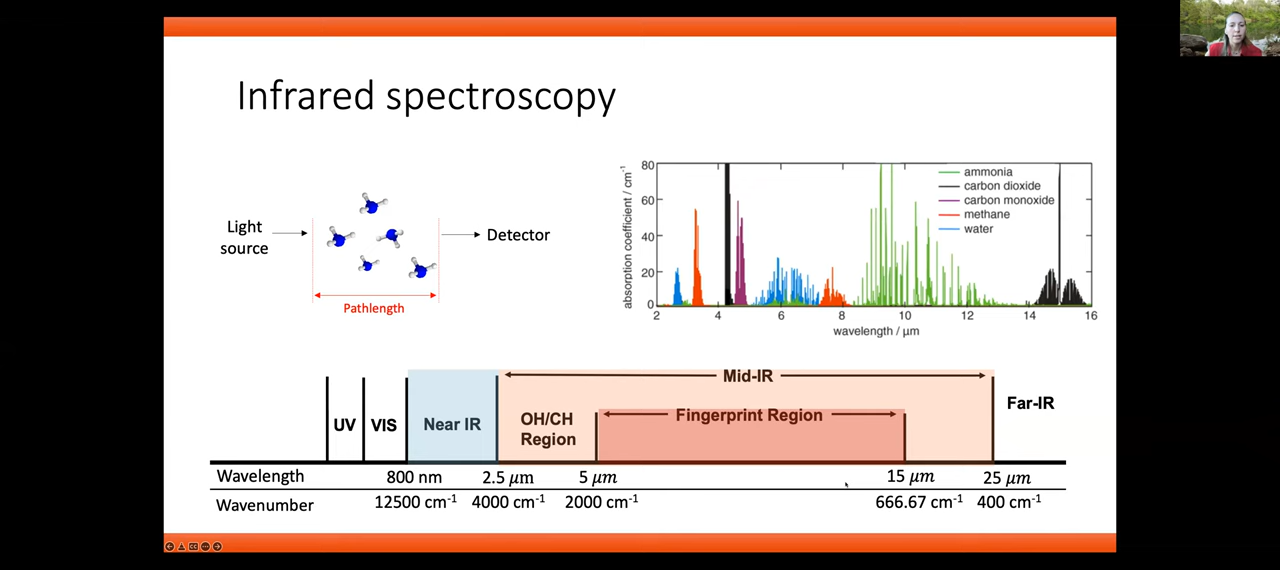 Infrared spectroscopy
Light
source
Detector
Pathlength
absorption coefficient / cm⁻¹
80
60
40
20
0
2
4
6
8
10
12
14
16
wavelength / μm
ammonia
carbon dioxide
carbon monoxide
methane
water
Mid-IR
UV
VIS
Near IR
OH/CH
Region
Fingerprint Region
Far-IR
Wavelength
800 nm
2.5 μm
5 μm
15 μm
25 μm
Wavenumber
12500 cm⁻¹
4000 cm⁻¹
2000 cm⁻¹
666.67 cm⁻¹
400 cm⁻¹